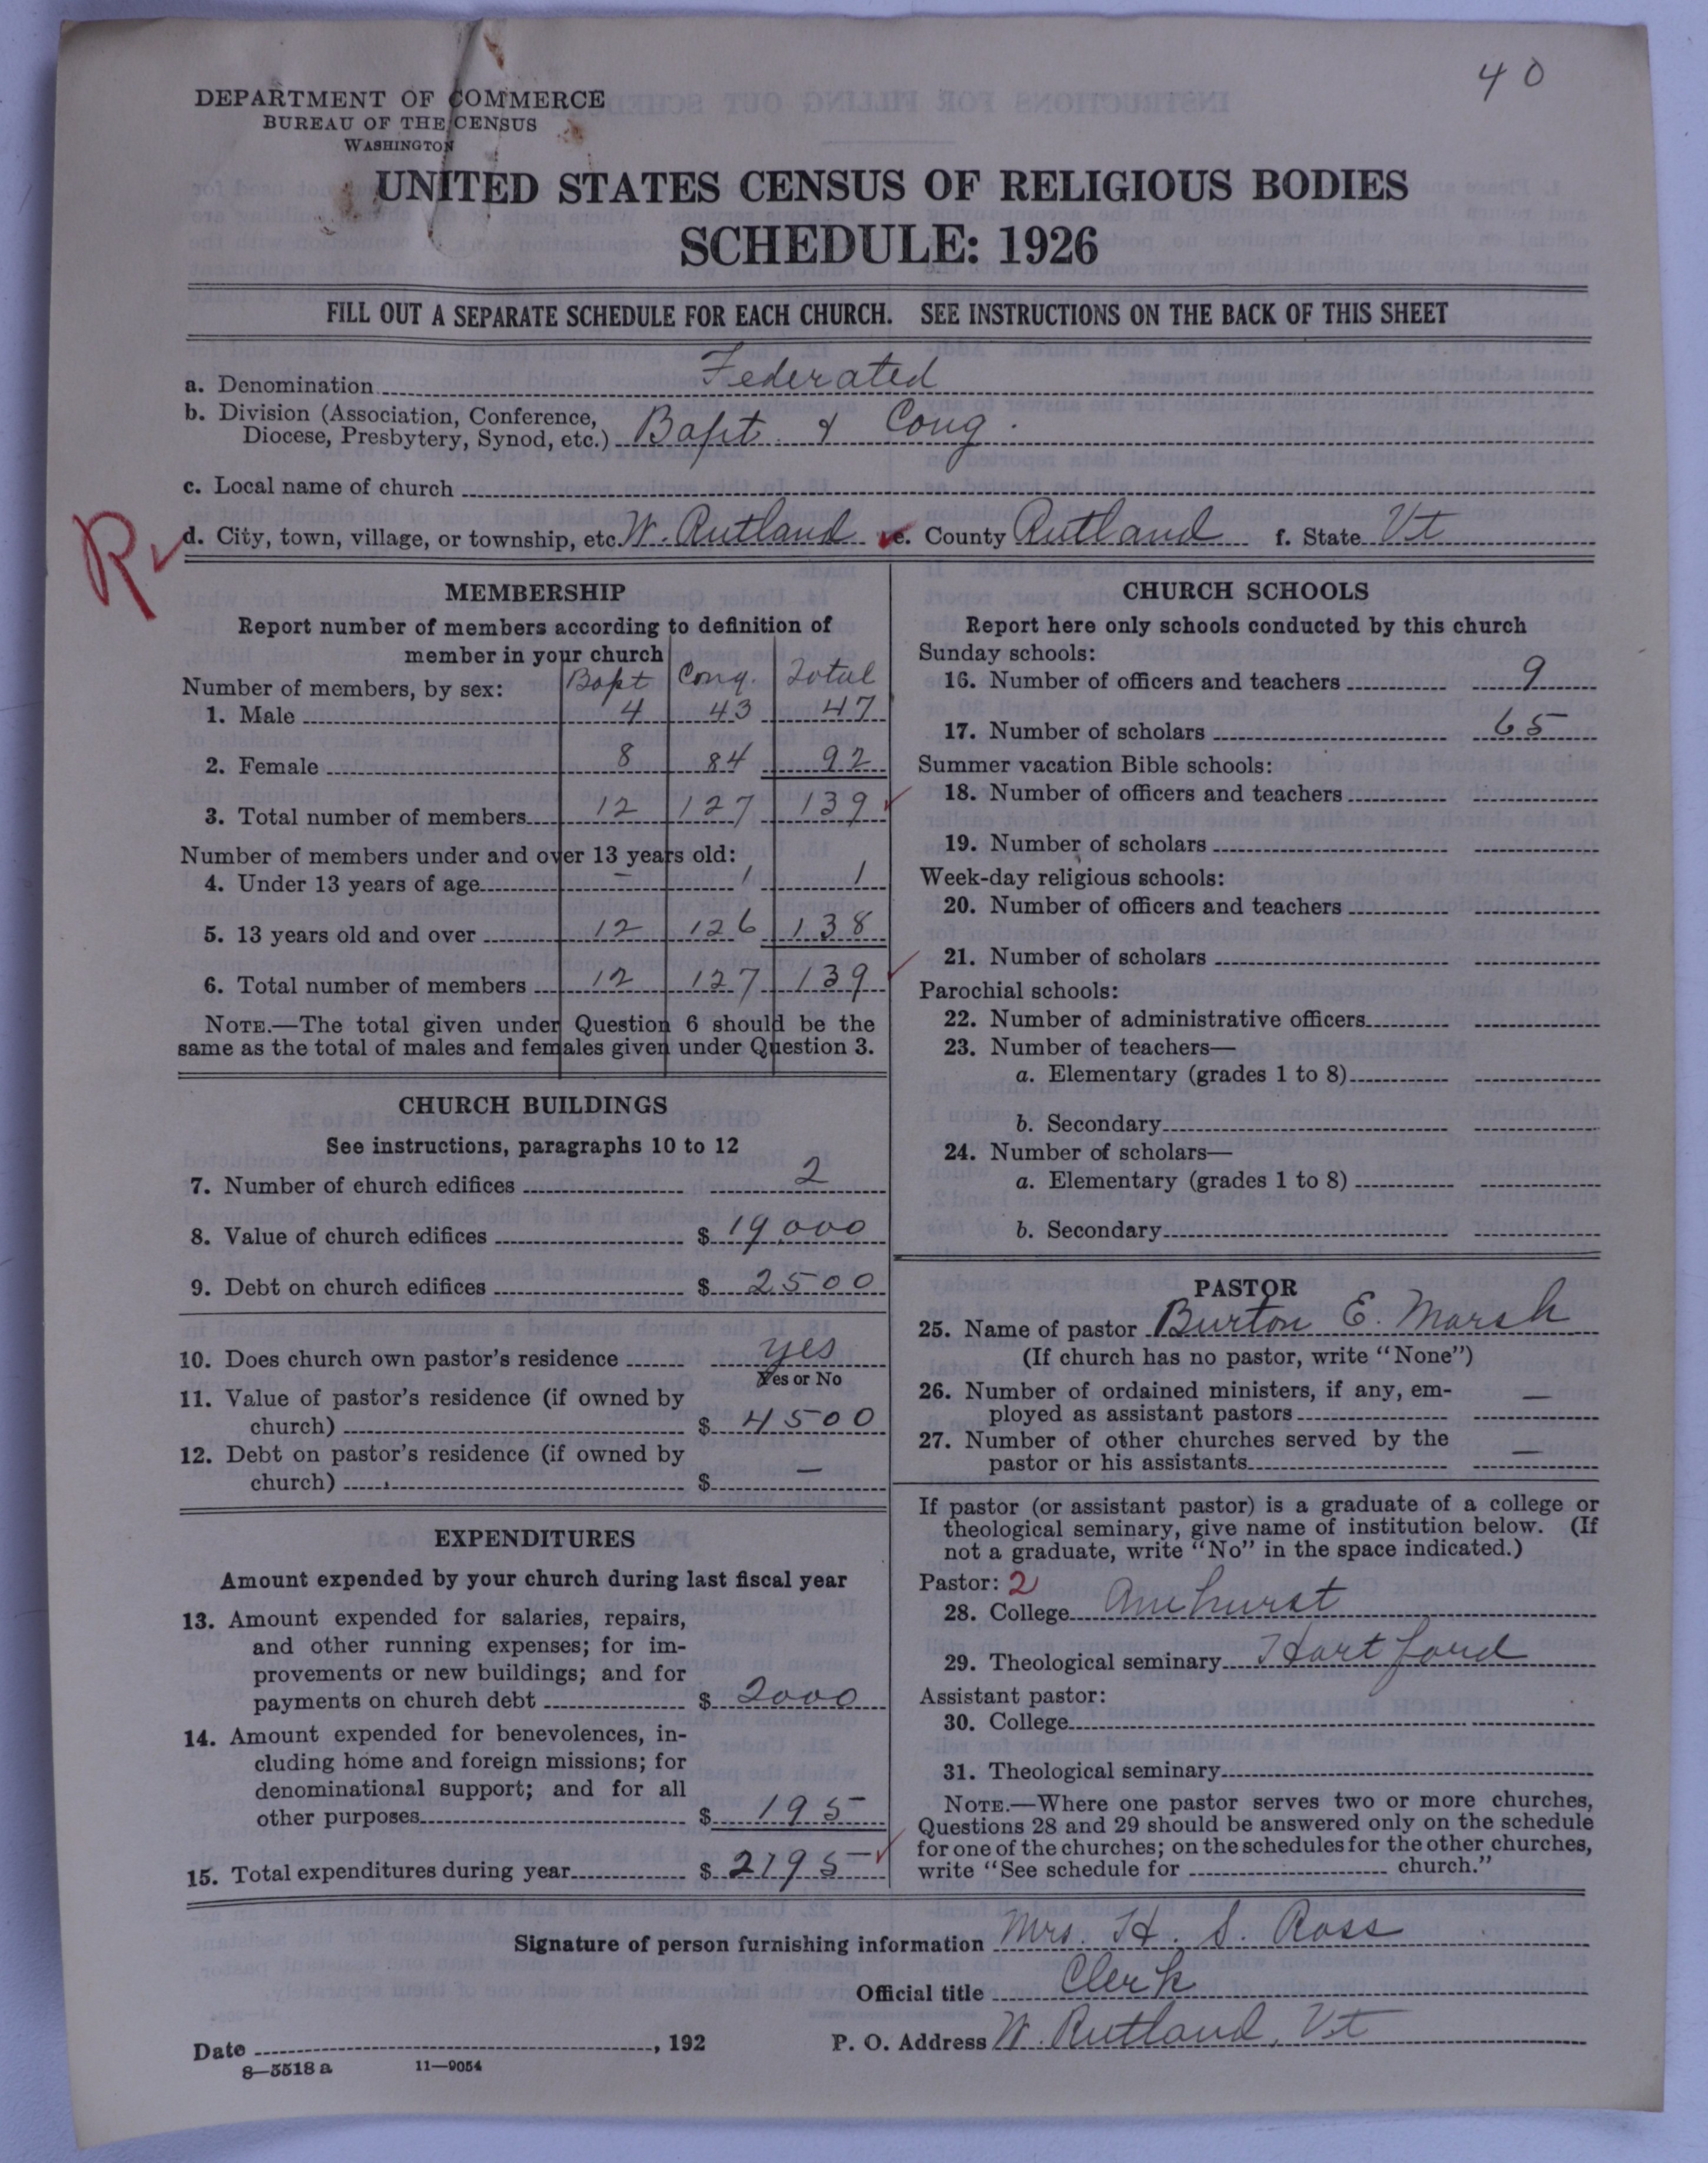 40
DEPARTMENT OF COMMERCE
BUREAU OF THE CENSUS
WASHINGTON
UNITED STATES CENSUS OF RELIGIOUS BODIES
SCHEDULE: 1926
FILL OUT A SEPARATE SCHEDULE FOR EACH CHURCH. SEE INSTRUCTIONS ON THE BACK OF THIS SHEET
a. Denomination Federated
b. Division (Association, Conference,
Diocese, Presbytery, Synod, etc.) Bapt. & Cong.
c. Local name of church
R d. City, town, village, or township, etc. W. Rutland e. County Rutland f. State Vt
MEMBERSHIP
Report number of members according to definition of
member in your church
Number of members, by sex: Bapt Cong. Total
1. Male 4 43 47
2. Female 8 84 92
3. Total number of members 12 127 139
Number of members under and over 13 years old:
4. Under 13 years of age – 1 1
5. 13 years old and over 12 126 138
6. Total number of members 12 127 139
NOTE.—The total given under Question 6 should be the
same as the total of males and females given under Question 3.
CHURCH BUILDINGS
See instructions, paragraphs 10 to 12
7. Number of church edifices 2
8. Value of church edifices $ 19000
9. Debt on church edifices $ 2500
10. Does church own pastor's residence yes
Yes or No
11. Value of pastor's residence (if owned by
church) $ 4500
12. Debt on pastor's residence (if owned by
church) $ —
EXPENDITURES
Amount expended by your church during last fiscal year
13. Amount expended for salaries, repairs,
and other running expenses; for im-
provements or new buildings; and for
payments on church debt $ 2000
14. Amount expended for benevolences, in-
cluding home and foreign missions; for
denominational support; and for all
other purposes $ 195
15. Total expenditures during year $ 2195
CHURCH SCHOOLS
Report here only schools conducted by this church
Sunday schools:
16. Number of officers and teachers 9
17. Number of scholars 65
Summer vacation Bible schools:
18. Number of officers and teachers
19. Number of scholars
Week-day religious schools:
20. Number of officers and teachers
21. Number of scholars
Parochial schools:
22. Number of administrative officers
23. Number of teachers—
a. Elementary (grades 1 to 8)
b. Secondary
24. Number of scholars—
a. Elementary (grades 1 to 8)
b. Secondary
PASTOR
25. Name of pastor Burton E. Marsh
(If church has no pastor, write "None")
26. Number of ordained ministers, if any, em-
ployed as assistant pastors —
27. Number of other churches served by the
pastor or his assistants —
If pastor (or assistant pastor) is a graduate of a college or
theological seminary, give name of institution below. (If
not a graduate, write "No" in the space indicated.)
Pastor: 2
28. College Amhurst
29. Theological seminary Hartford
Assistant pastor:
30. College
31. Theological seminary
NOTE.—Where one pastor serves two or more churches,
Questions 28 and 29 should be answered only on the schedule
for one of the churches; on the schedules for the other churches,
write "See schedule for church."
Signature of person furnishing information Mrs. H. S. Ross
Official title Clerk
Date , 192 P. O. Address W. Rutland, Vt
8—5518 a 11—9054